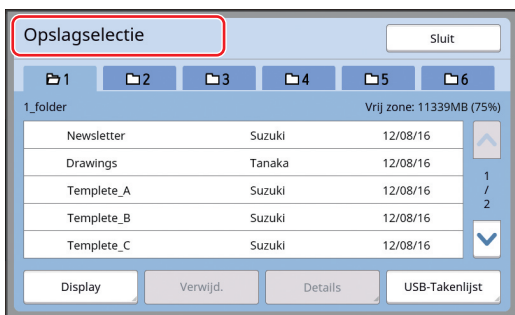 Opslagselectie Sluit
1 2 3 4 5 6
1_folder Vrij zone: 11339MB (75%)
Newsletter Suzuki 12/08/16
Drawings Tanaka 12/08/16
Templete_A Suzuki 12/08/16
Templete_B Suzuki 12/08/16
Templete_C Suzuki 12/08/16
1
/
2
Display Verwijd. Details USB-Takenlijst